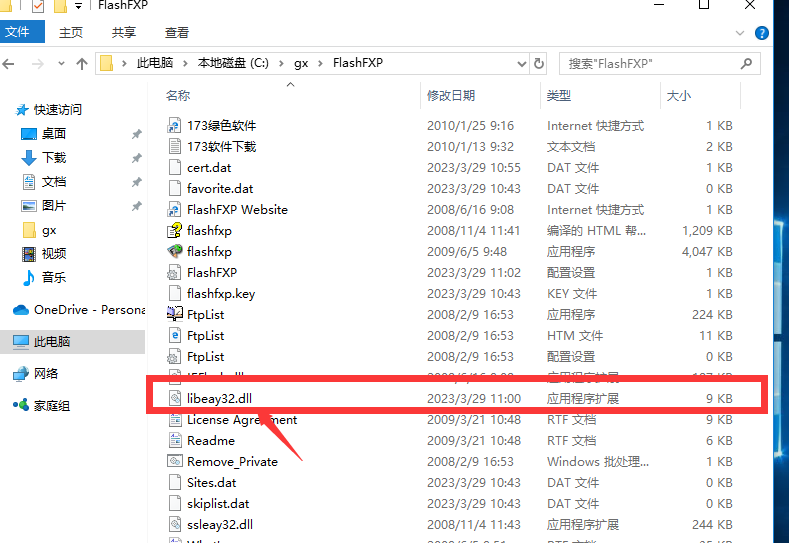 FlashFXP
文件 主页 共享 查看
此电脑 本地磁盘 (C:) gx FlashFXP 搜索"FlashFXP"
名称 修改日期 类型 大小
快速访问
桌面
下载
文档
图片
gx
视频
音乐
OneDrive - Persona
此电脑
网络
家庭组
173绿色软件 2010/1/25 9:16 Internet 快捷方式 1 KB
173软件下载 2010/1/13 9:32 文本文档 2 KB
cert.dat 2023/3/29 10:55 DAT 文件 1 KB
favorite.dat 2023/3/29 10:43 DAT 文件 0 KB
FlashFXP Website 2008/6/16 9:08 Internet 快捷方式 1 KB
flashfxp 2008/11/4 11:41 编译的 HTML 帮... 1,209 KB
flashfxp 2009/6/5 9:48 应用程序 4,047 KB
FlashFXP 2023/3/29 11:02 配置设置 1 KB
flashfxp.key 2023/3/29 10:43 KEY 文件 1 KB
FtpList 2008/2/9 16:53 应用程序 224 KB
FtpList 2008/2/9 16:53 HTM 文件 11 KB
FtpList 2008/2/9 16:53 配置设置 0 KB
libeay32.dll 2023/3/29 11:00 应用程序扩展 9 KB
License Agreement 2009/3/21 10:48 RTF 文档 9 KB
Readme 2009/3/21 10:48 RTF 文档 6 KB
Remove_Private 2008/2/9 16:53 Windows 批处理... 1 KB
Sites.dat 2023/3/29 10:43 DAT 文件 0 KB
skiplist.dat 2023/3/29 10:43 DAT 文件 0 KB
ssleay32.dll 2008/11/4 11:43 应用程序扩展 244 KB